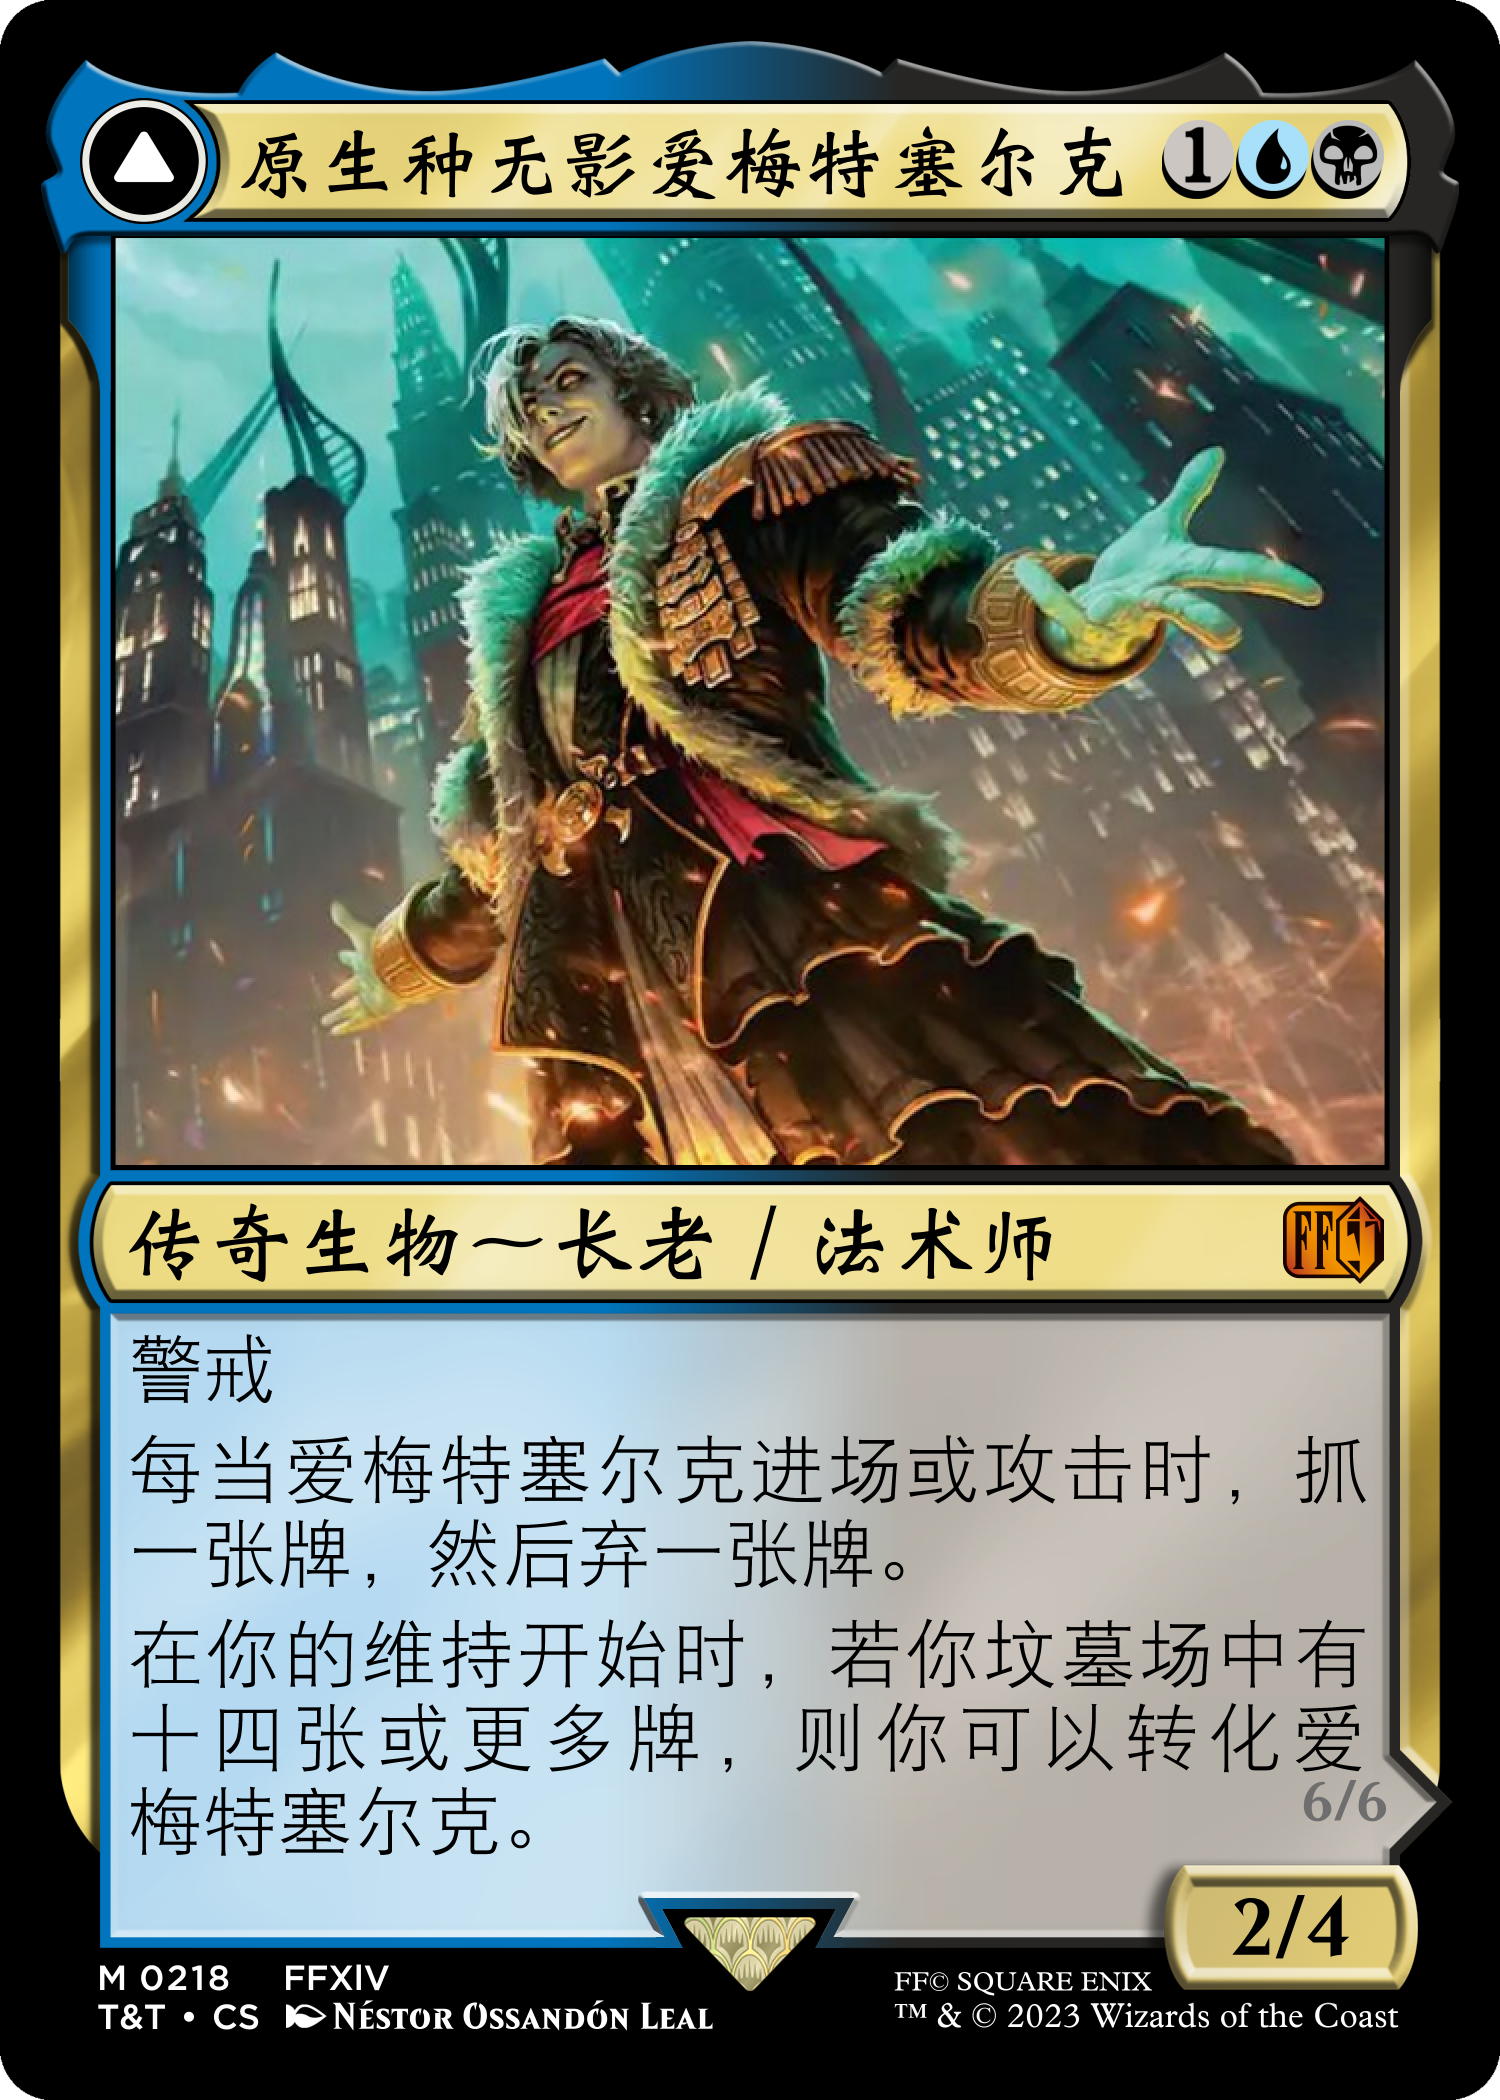 原生种无影爱梅特塞尔克 1
传奇生物～长老／法术师 FF
警戒
每当爱梅特塞尔克进场或攻击时，抓
一张牌，然后弃一张牌。
在你的维持开始时，若你坟墓场中有
十四张或更多牌，则你可以转化爱
梅特塞尔克。
6/6
2/4
M 0218 FFXIV
T&T • CS NÉSTOR OSSANDÓN LEAL
FF© SQUARE ENIX
™ & © 2023 Wizards of the Coast